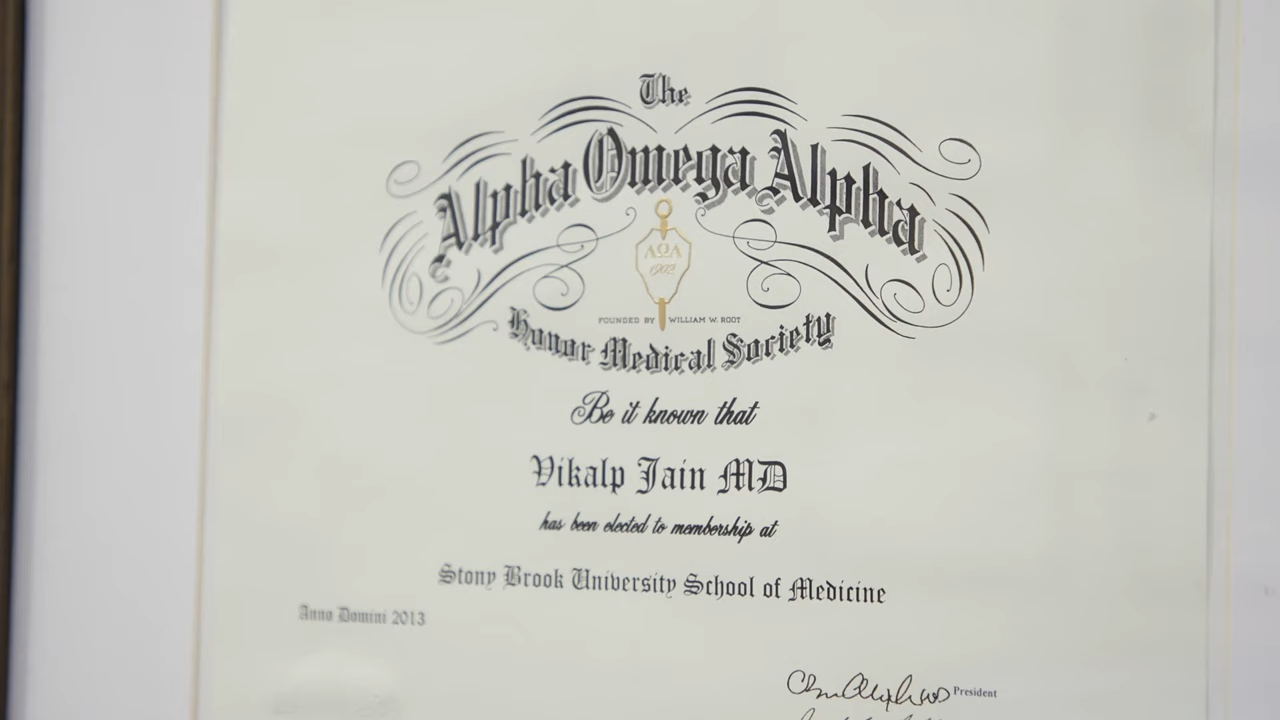 The
Alpha Omega Alpha
ΑΩΑ
1902
FOUNDED BY WILLIAM W. ROOT
Honor Medical Society
Be it known that
Vikalp Jain MD
has been elected to membership at
Stony Brook University School of Medicine
Anno Domini 2013
President